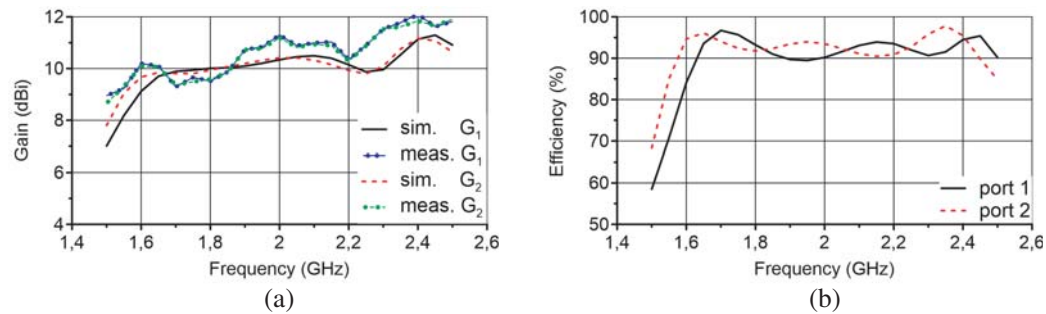 12
10
8
6
4
Gain (dBi)
sim. G1
meas. G1
sim. G2
meas. G2
1,4 1,6 1,8 2 2,2 2,4 2,6
Frequency (GHz)
(a)
100
90
80
70
60
50
Efficiency (%)
port 1
port 2
1,4 1,6 1,8 2 2,2 2,4 2,6
Frequency (GHz)
(b)